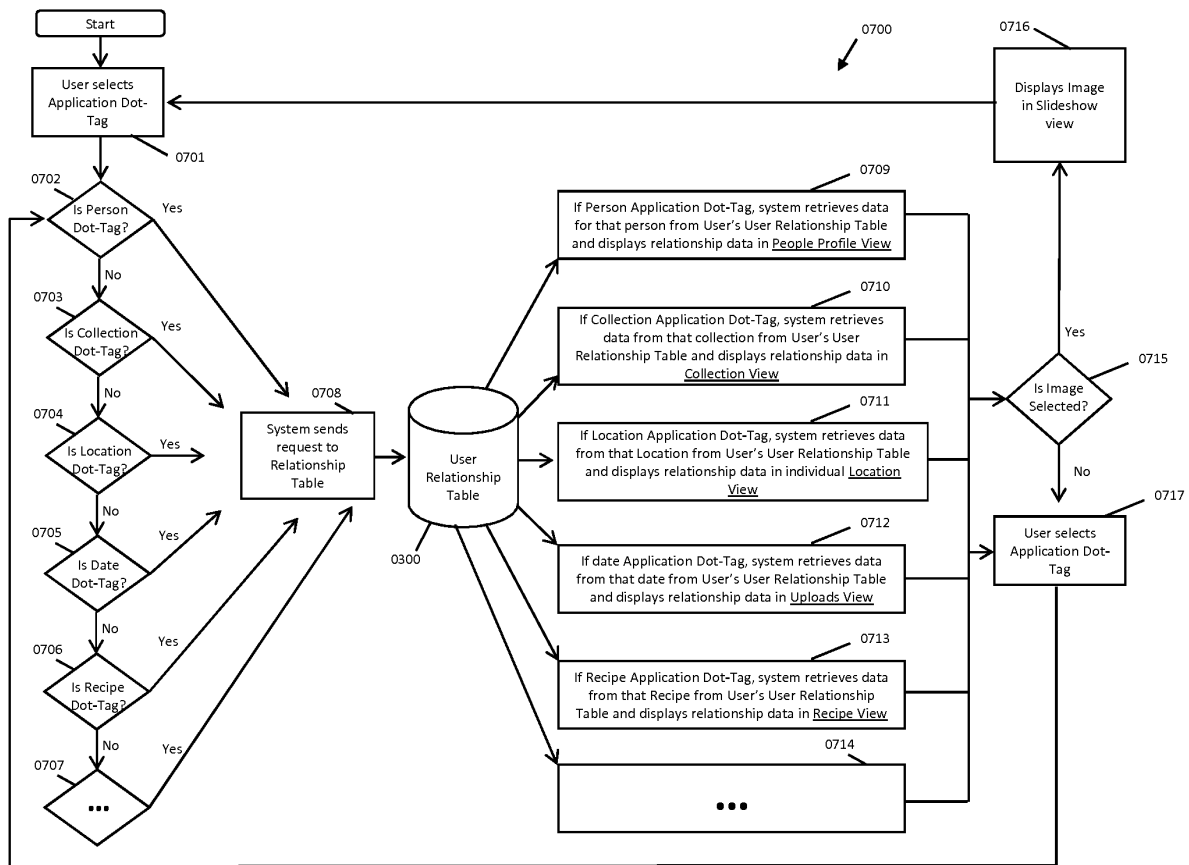 Start
0700
0716
User selects
Application Dot-
Tag
0701
Displays Image
in Slideshow
view
0702
Is Person
Dot-Tag?
Yes
No
0703
Is Collection
Dot-Tag?
Yes
No
0704
Is Location
Dot-Tag?
Yes
No
0705
Is Date
Dot-Tag?
Yes
No
0706
Is Recipe
Dot-Tag?
Yes
No
0707
...
Yes
0708
System sends
request to
Relationship
Table
User
Relationship
Table
0300
0709
If Person Application Dot-Tag, system retrieves data
for that person from User's User Relationship Table
and displays relationship data in People Profile View
0710
If Collection Application Dot-Tag, system retrieves
data from that collection from User's User
Relationship Table and displays relationship data in
Collection View
0711
If Location Application Dot-Tag, system retrieves data
from that Location from User's User Relationship Table
and displays relationship data in individual Location
View
0712
If date Application Dot-Tag, system retrieves data
from that date from User's User Relationship Table
and displays relationship data in Uploads View
0713
If Recipe Application Dot-Tag, system retrieves data
from that Recipe from User's User Relationship
Table and displays relationship data in Recipe View
0714
...
Yes
0715
Is Image
Selected?
No
0717
User selects
Application Dot-
Tag